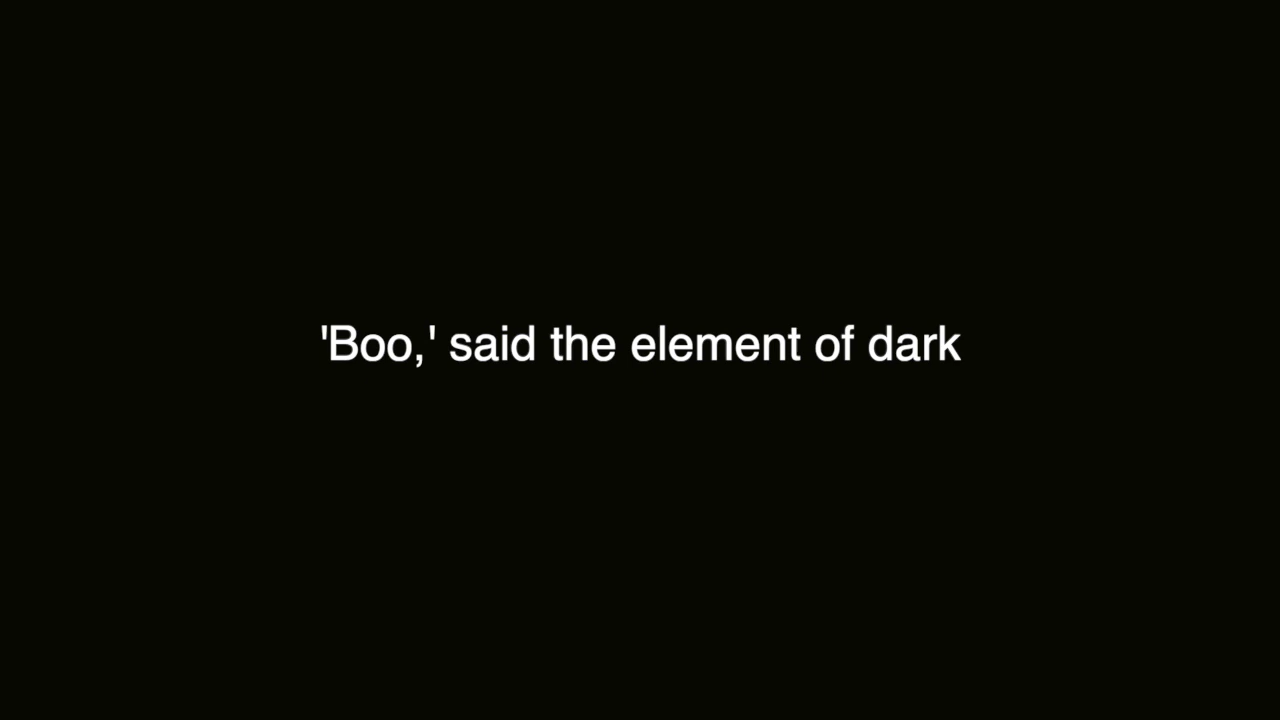 'Boo,' said the element of dark